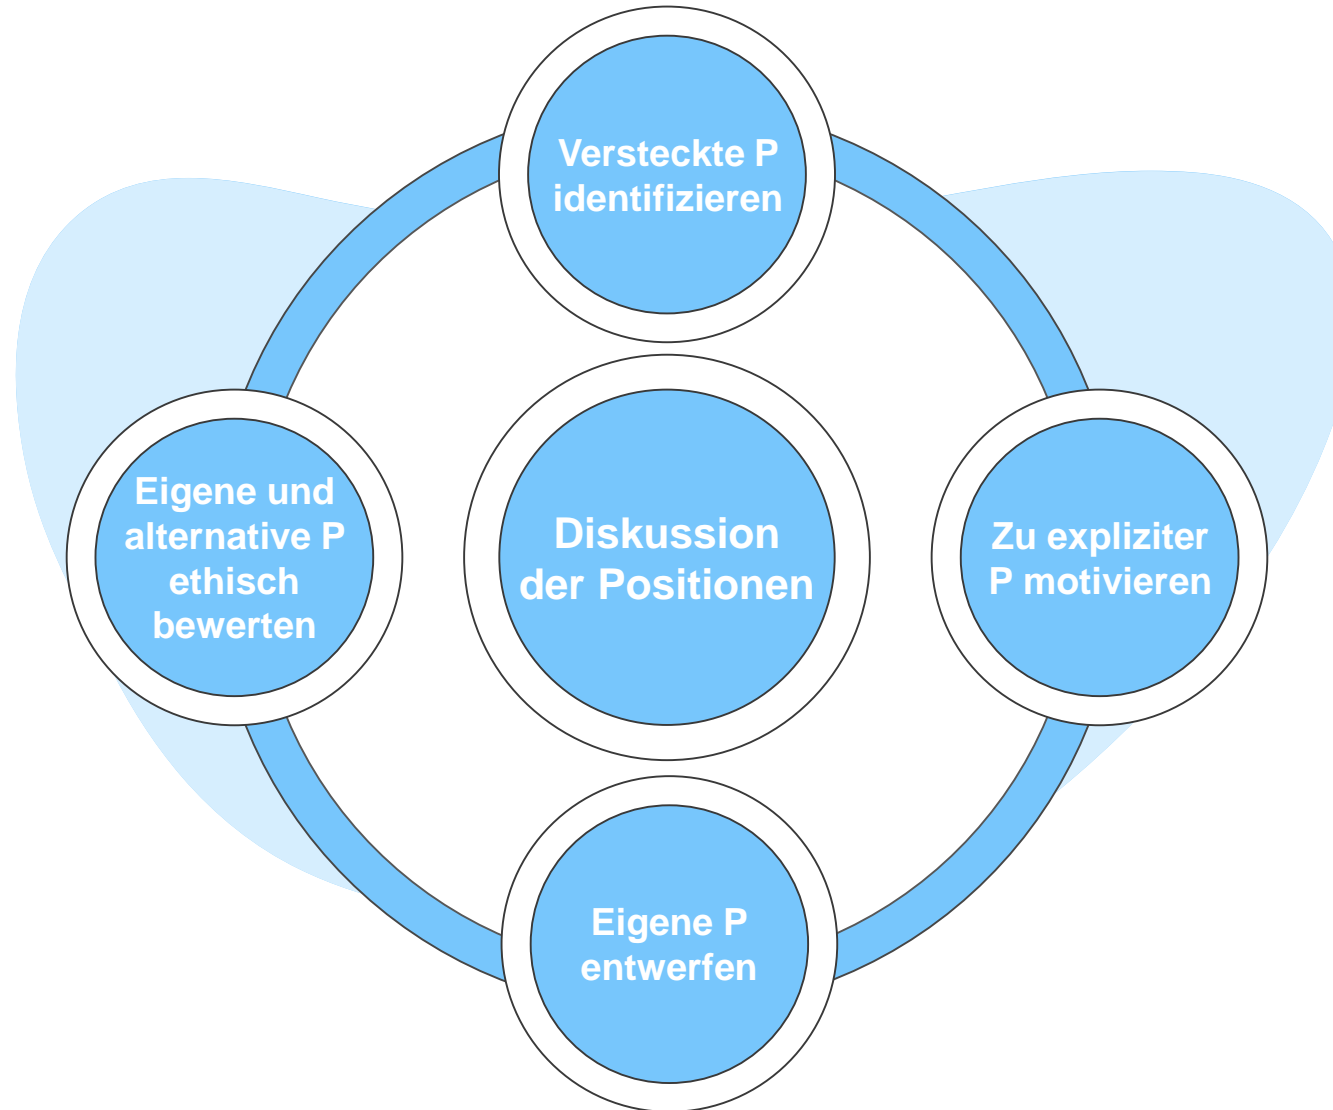 Versteckte P
identifizieren
Eigene und
alternative P
ethisch
bewerten
Diskussion
der Positionen
Zu expliziter
P motivieren
Eigene P
entwerfen